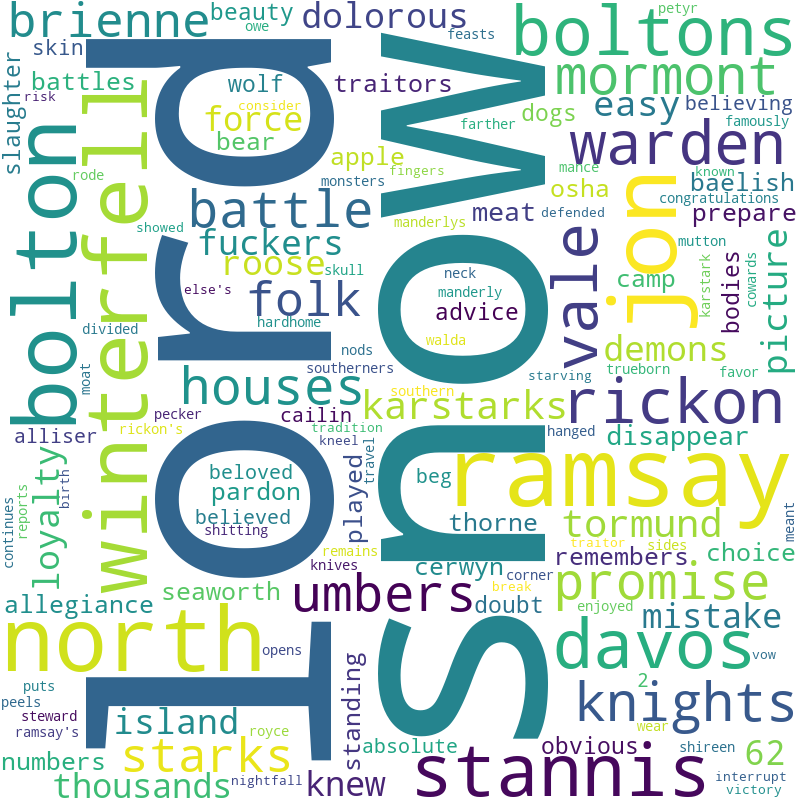 brienne
beauty
owe
dolorous
petyr
feasts
boltons
skin
slaughter
battles
risk
wolf
traitors
mormont
consider
force
bear
dogs
easy
believing
famously
farther
warden
lord
snow
bolton
winterfell
rode
apple
fingers
monsters
osha
mance
known
baelish
congratulations
battle
manderlys
meat
defended
jon
prepare
showed
fuckers
roose
skull
vale
mutton
else's
folk
neck
manderly
advice
camp
karstark
bodies
cowards
picture
hardhome
divided
walda
demons
nods
southerners
moat
houses
southern
starving
trueborn
favor
pecker
cailin
karstarks
rickon
alliser
rickon's
tradition
kneel
hanged
disappear
loyalty
birth
continues
reports
beloved
pardon
believed
shitting
played
travel
beg
ramsay
thorne
tormund
meant
remains
traitor
sides
remembers
choice
knives
cerwyn
corner
seaworth
umbers
break
doubt
promise
allegiance
enjoyed
mistake
north
opens
davos
vow
puts
peels
2
steward
ramsay's
island
royce
standing
knights
wear
numbers
starks
absolute
obvious
shireen
62
thousands
nightfall
knew
stannis
interrupt
victory